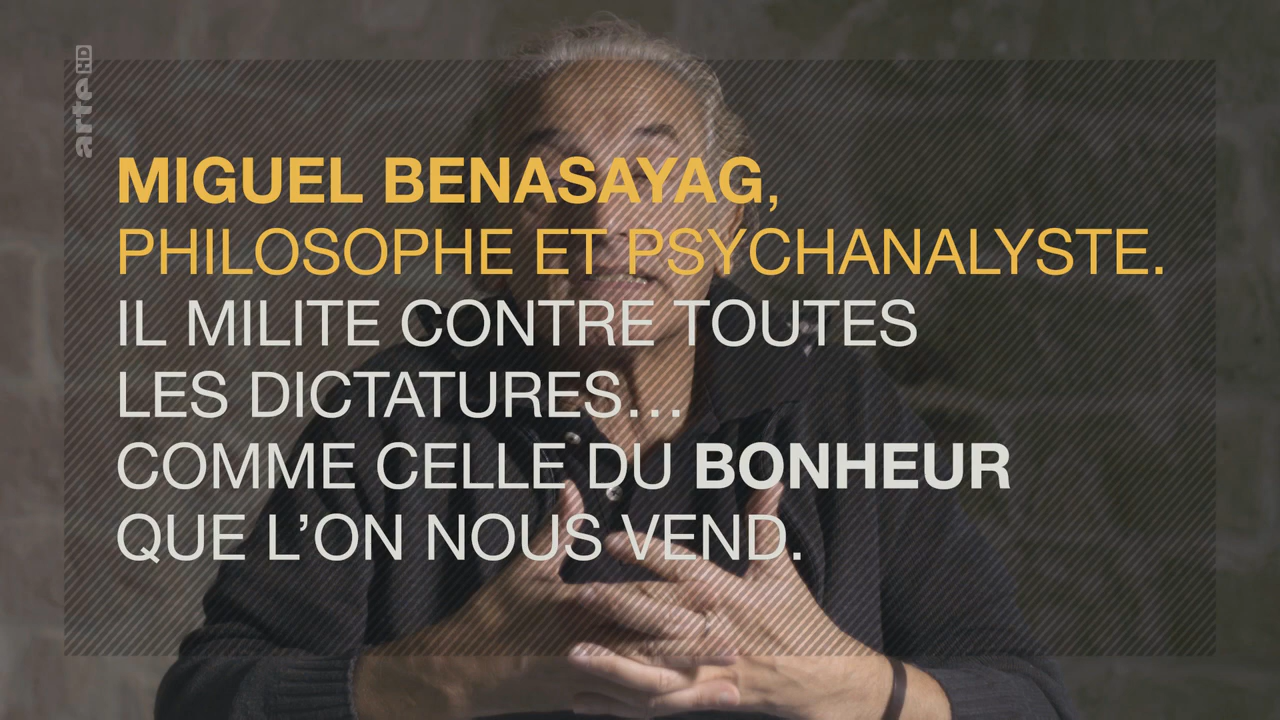 arte HD
MIGUEL BENASAYAG,
PHILOSOPHE ET PSYCHANALYSTE.
IL MILITE CONTRE TOUTES
LES DICTATURES…
COMME CELLE DU BONHEUR
QUE L’ON NOUS VEND.